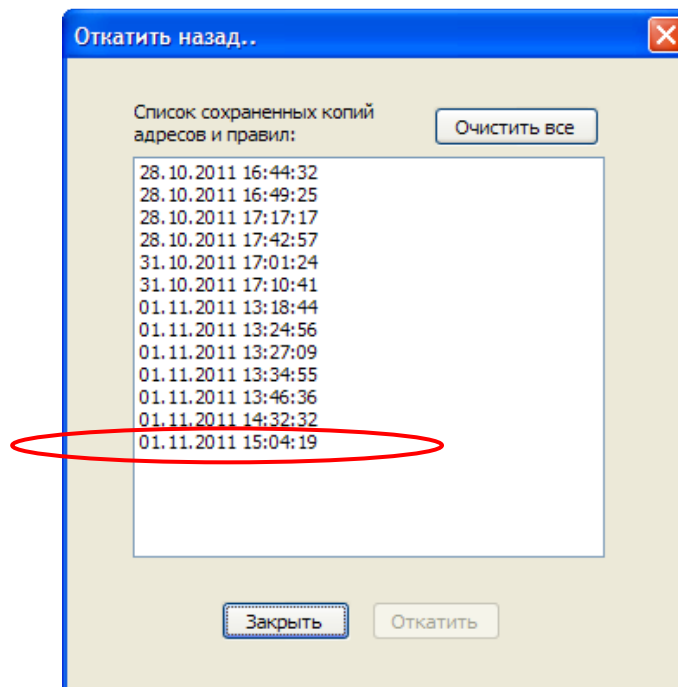 Откатить назад..
Список сохраненных копий
адресов и правил:
Очистить все
28.10.2011 16:44:32
28.10.2011 16:49:25
28.10.2011 17:17:17
28.10.2011 17:42:57
31.10.2011 17:01:24
31.10.2011 17:10:41
01.11.2011 13:18:44
01.11.2011 13:24:56
01.11.2011 13:27:09
01.11.2011 13:34:55
01.11.2011 13:46:36
01.11.2011 14:32:32
01.11.2011 15:04:19
Закрыть
Откатить